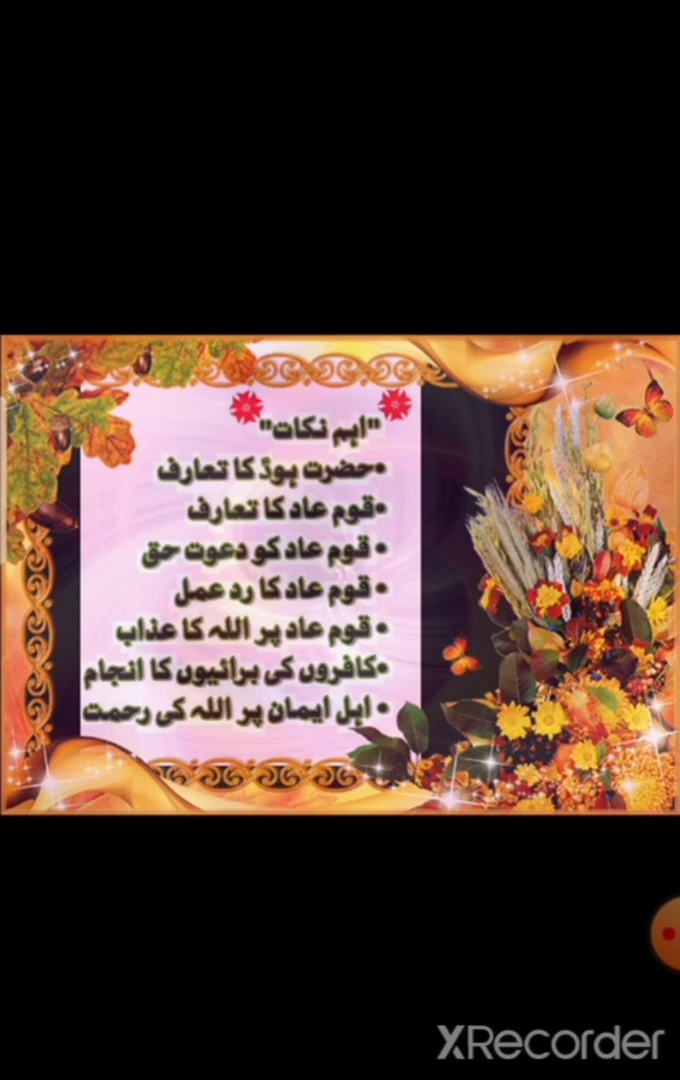 "اہم نکات"
•حضرت ہودؑ کا تعارف
•قوم عاد کا تعارف
• قوم عاد کو دعوت حق
• قوم عاد کا رد عمل
• قوم عاد پر اللہ کا عذاب
•کافروں کی برائیوں کا انجام
• اہل ایمان پر اللہ کی رحمت
XRecorder